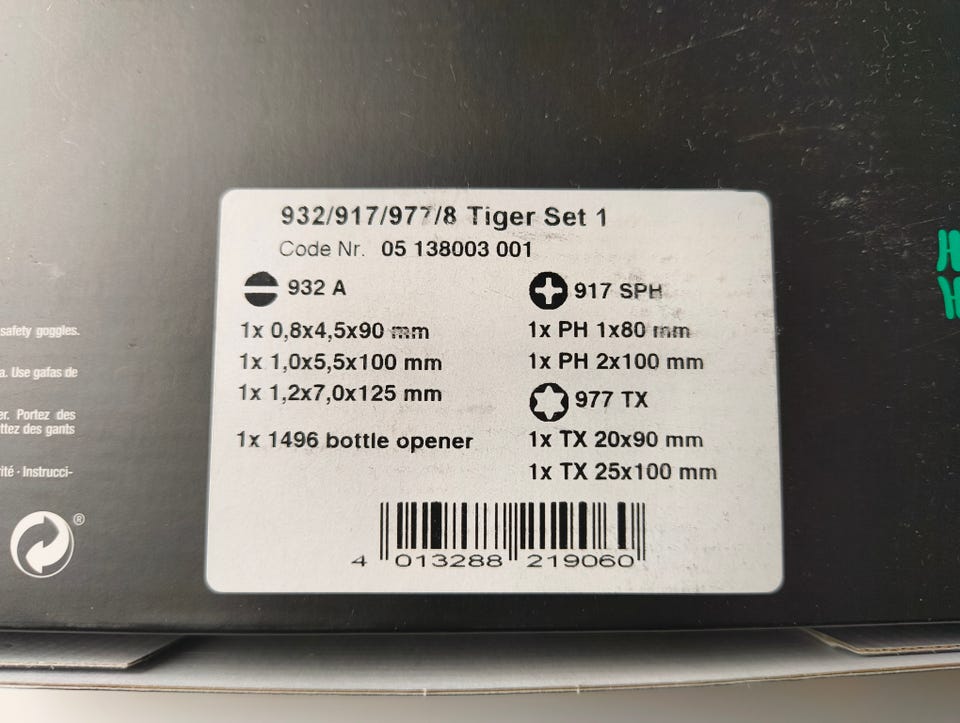 932/917/977/8 Tiger Set 1
Code Nr. 05 138003 001
932 A
1x 0,8x4,5x90 mm
1x 1,0x5,5x100 mm
1x 1,2x7,0x125 mm
1x 1496 bottle opener
917 SPH
1x PH 1x80 mm
1x PH 2x100 mm
977 TX
1x TX 20x90 mm
1x TX 25x100 mm
4 013288 219060
safety goggles.
a. Use gafas de
er. Portez des
ttez des gants
rité · Instrucci-
®